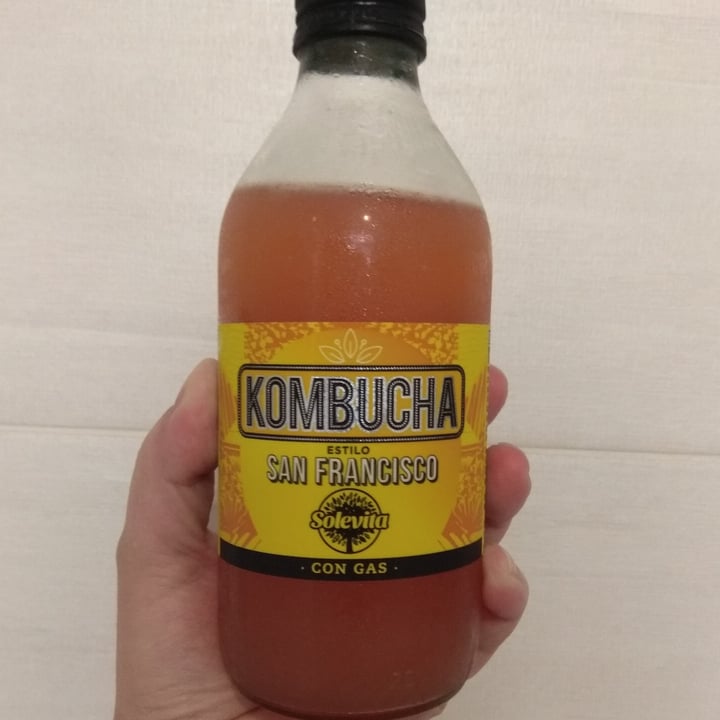 KOMBUCHA
ESTILO
SAN FRANCISCO
Solevita
· CON GAS ·